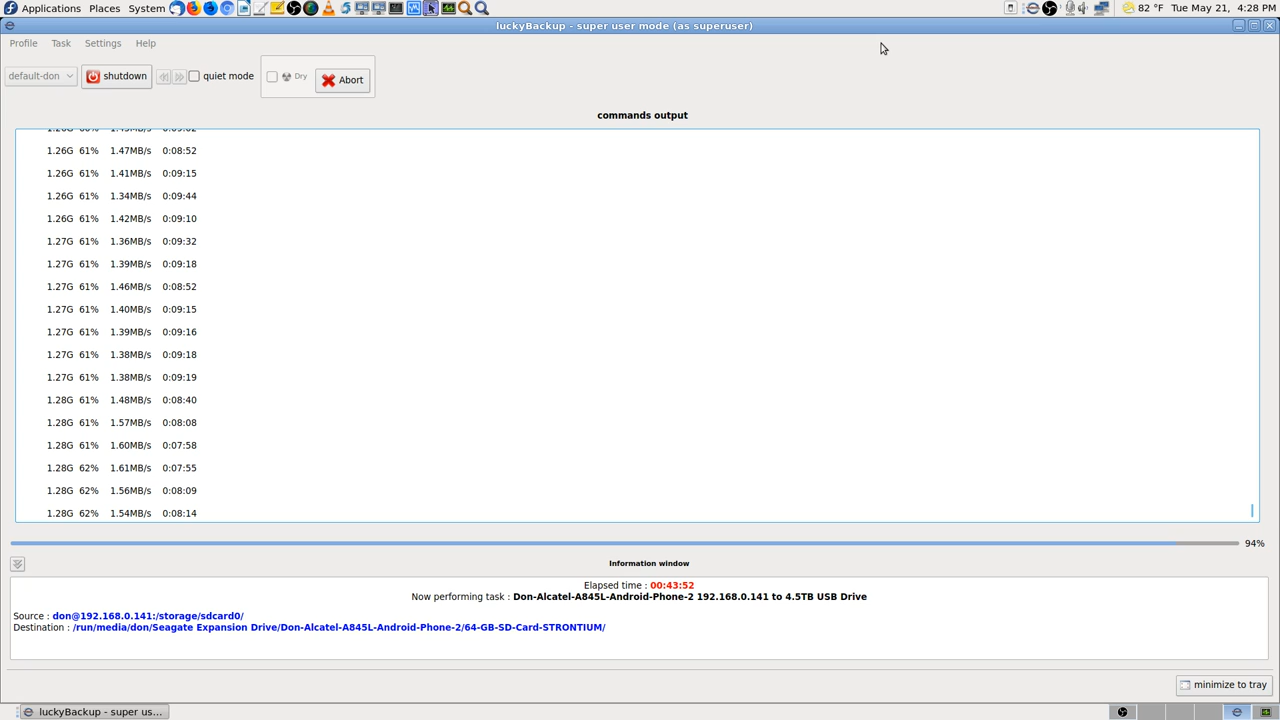 Applications Places System 82 °F Tue May 21, 4:28 PM
luckyBackup - super user mode (as superuser)
Profile Task Settings Help
default-don shutdown quiet mode Dry Abort
commands output
1.26G 61% 1.47MB/s 0:08:52
1.26G 61% 1.41MB/s 0:09:15
1.26G 61% 1.34MB/s 0:09:44
1.26G 61% 1.42MB/s 0:09:10
1.27G 61% 1.36MB/s 0:09:32
1.27G 61% 1.39MB/s 0:09:18
1.27G 61% 1.46MB/s 0:08:52
1.27G 61% 1.40MB/s 0:09:15
1.27G 61% 1.39MB/s 0:09:16
1.27G 61% 1.38MB/s 0:09:18
1.27G 61% 1.38MB/s 0:09:19
1.28G 61% 1.48MB/s 0:08:40
1.28G 61% 1.57MB/s 0:08:08
1.28G 61% 1.60MB/s 0:07:58
1.28G 62% 1.61MB/s 0:07:55
1.28G 62% 1.56MB/s 0:08:09
1.28G 62% 1.54MB/s 0:08:14
94%
Information window
Elapsed time : 00:43:52
Now performing task : Don-Alcatel-A845L-Android-Phone-2 192.168.0.141 to 4.5TB USB Drive
Source : don@192.168.0.141:/storage/sdcard0/
Destination : /run/media/don/Seagate Expansion Drive/Don-Alcatel-A845L-Android-Phone-2/64-GB-SD-Card-STRONTIUM/
minimize to tray
luckyBackup - super us...